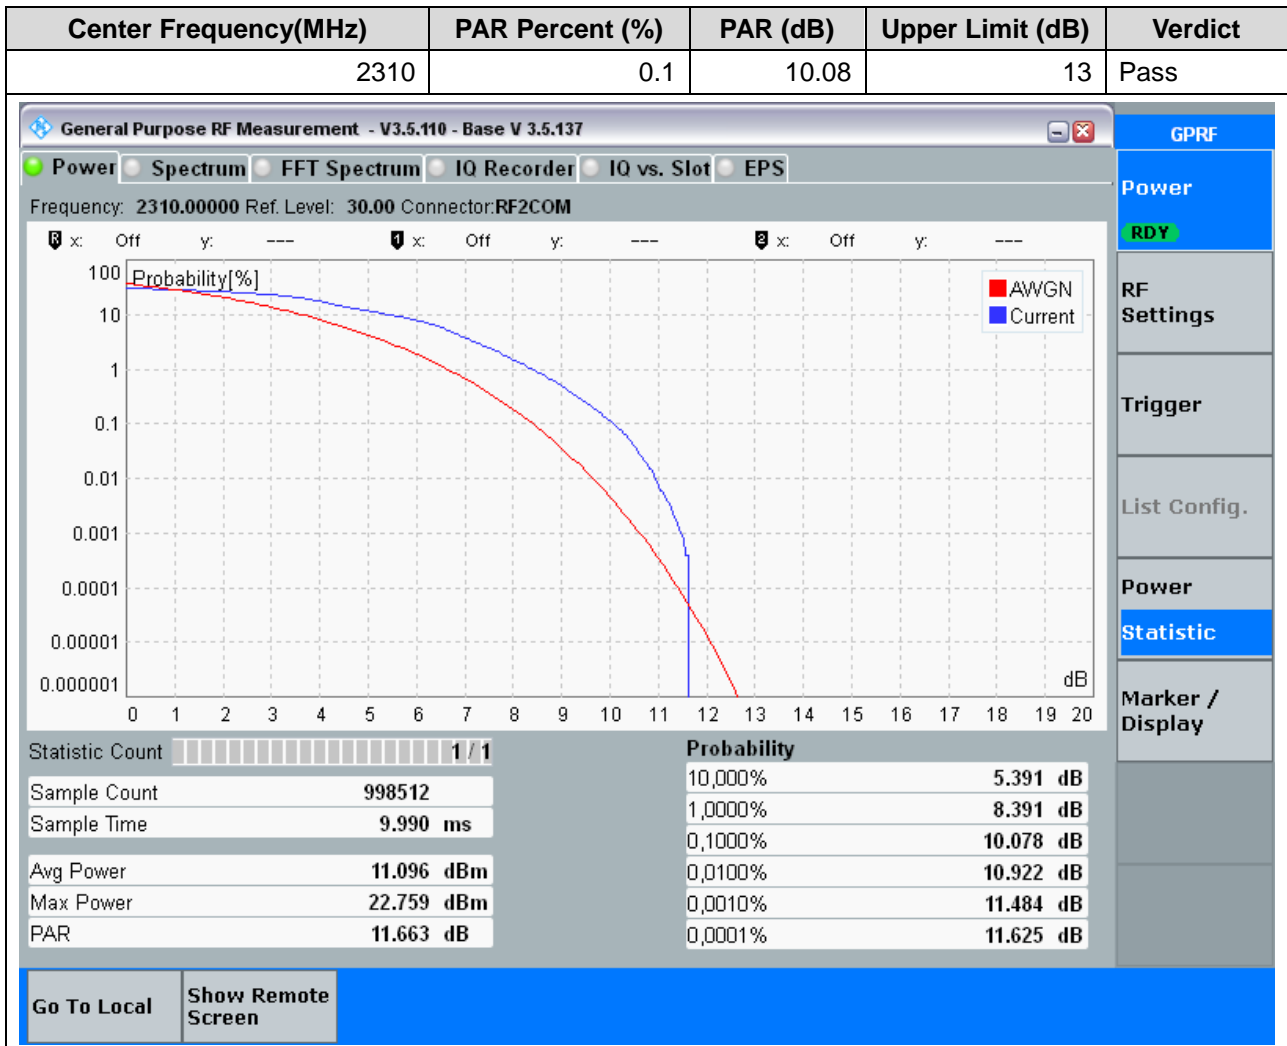 Center Frequency(MHz) PAR Percent (%) PAR (dB) Upper Limit (dB) Verdict
2310 0.1 10.08 13 Pass
General Purpose RF Measurement - V3.5.110 - Base V 3.5.137
GPRF
Power Spectrum FFT Spectrum IQ Recorder IQ vs. Slot EPS
Power
RDY
Frequency: 2310.00000 Ref. Level: 30.00 Connector:RF2COM
R x: Off y: --- 1 x: Off y: --- 2 x: Off y: ---
Probability[%]
AWGN
Current
100
10
1
0.1
0.01
0.001
0.0001
0.00001
0.000001
dB
0 1 2 3 4 5 6 7 8 9 10 11 12 13 14 15 16 17 18 19 20
RF
Settings
Trigger
List Config.
Power
Statistic
Marker /
Display
Statistic Count 1 / 1
Sample Count 998512
Sample Time 9.990 ms
Avg Power 11.096 dBm
Max Power 22.759 dBm
PAR 11.663 dB
Probability
10,000% 5.391 dB
1,0000% 8.391 dB
0,1000% 10.078 dB
0,0100% 10.922 dB
0,0010% 11.484 dB
0,0001% 11.625 dB
Go To Local
Show Remote
Screen